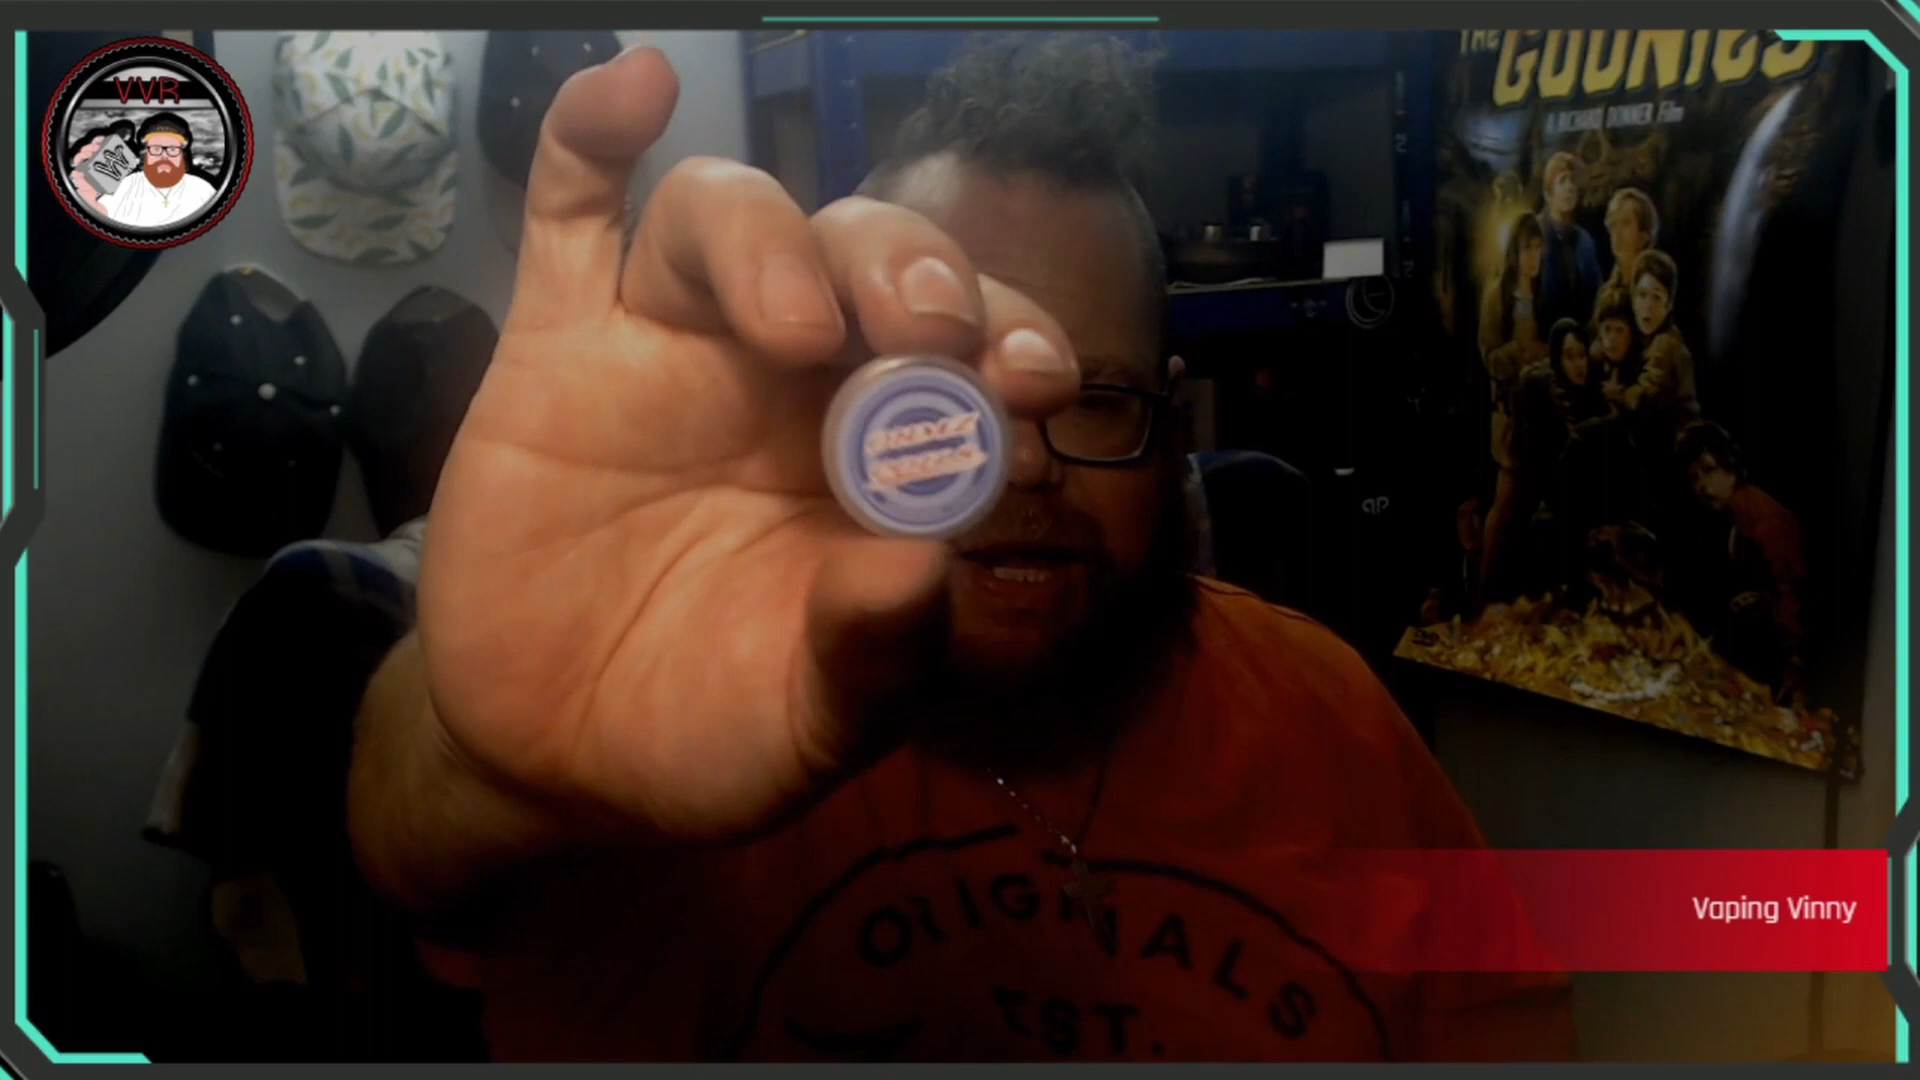 VVR
W
THE
GOONIES
A RICHARD DONNER Film
ORIGINALS
EST.
Vaping Vinny